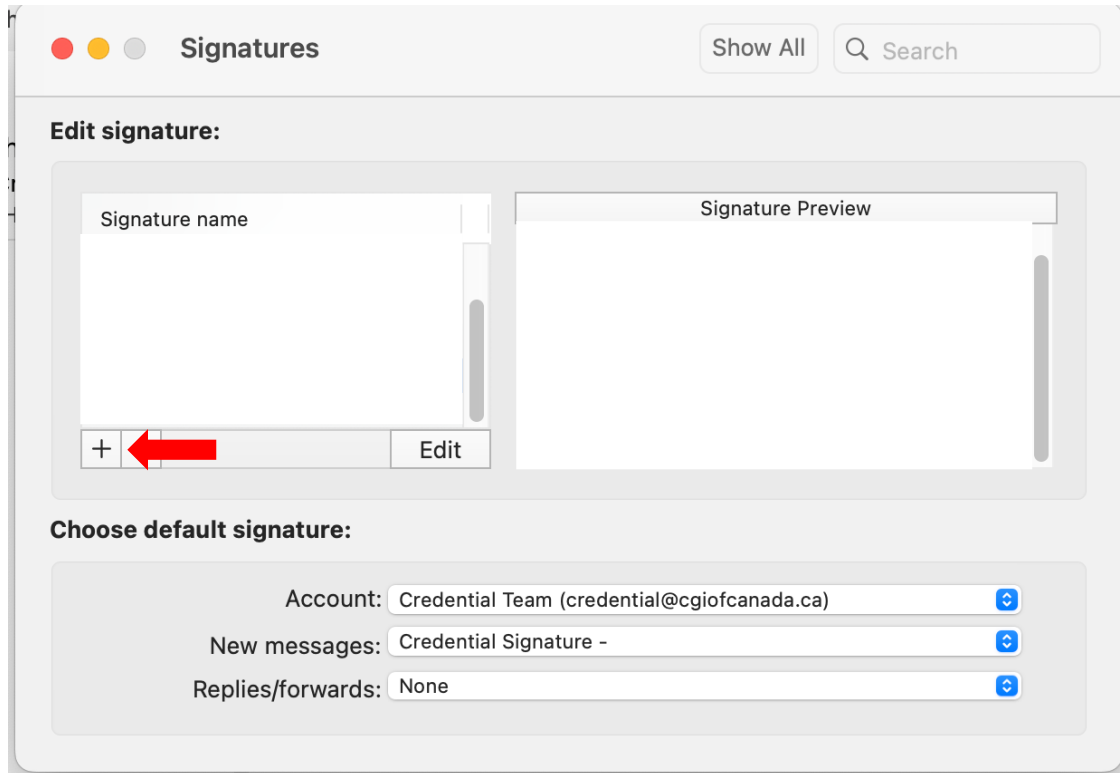 Signatures
Show All
Search
Edit signature:
Signature name
Signature Preview
+
Edit
Choose default signature:
Account: Credential Team (credential@cgiofcanada.ca)
New messages: Credential Signature -
Replies/forwards: None